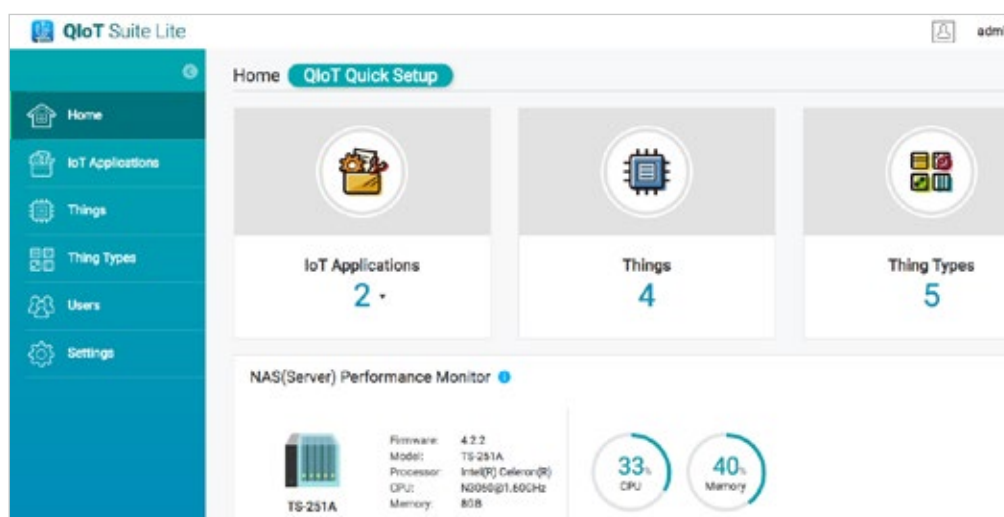 QIoT Suite Lite
admi
Home QIoT Quick Setup
Home
IoT Applications
Things
Thing Types
Users
Settings
IoT Applications
2
Things
4
Thing Types
5
NAS(Server) Performance Monitor
Firmware: 4.2.2
Model: TS-251A
Processor: Intel(R) Celeron(R)
CPU: N3060@1.60GHz
Memory: 8GB
TS-251A
33%
CPU
40%
Memory